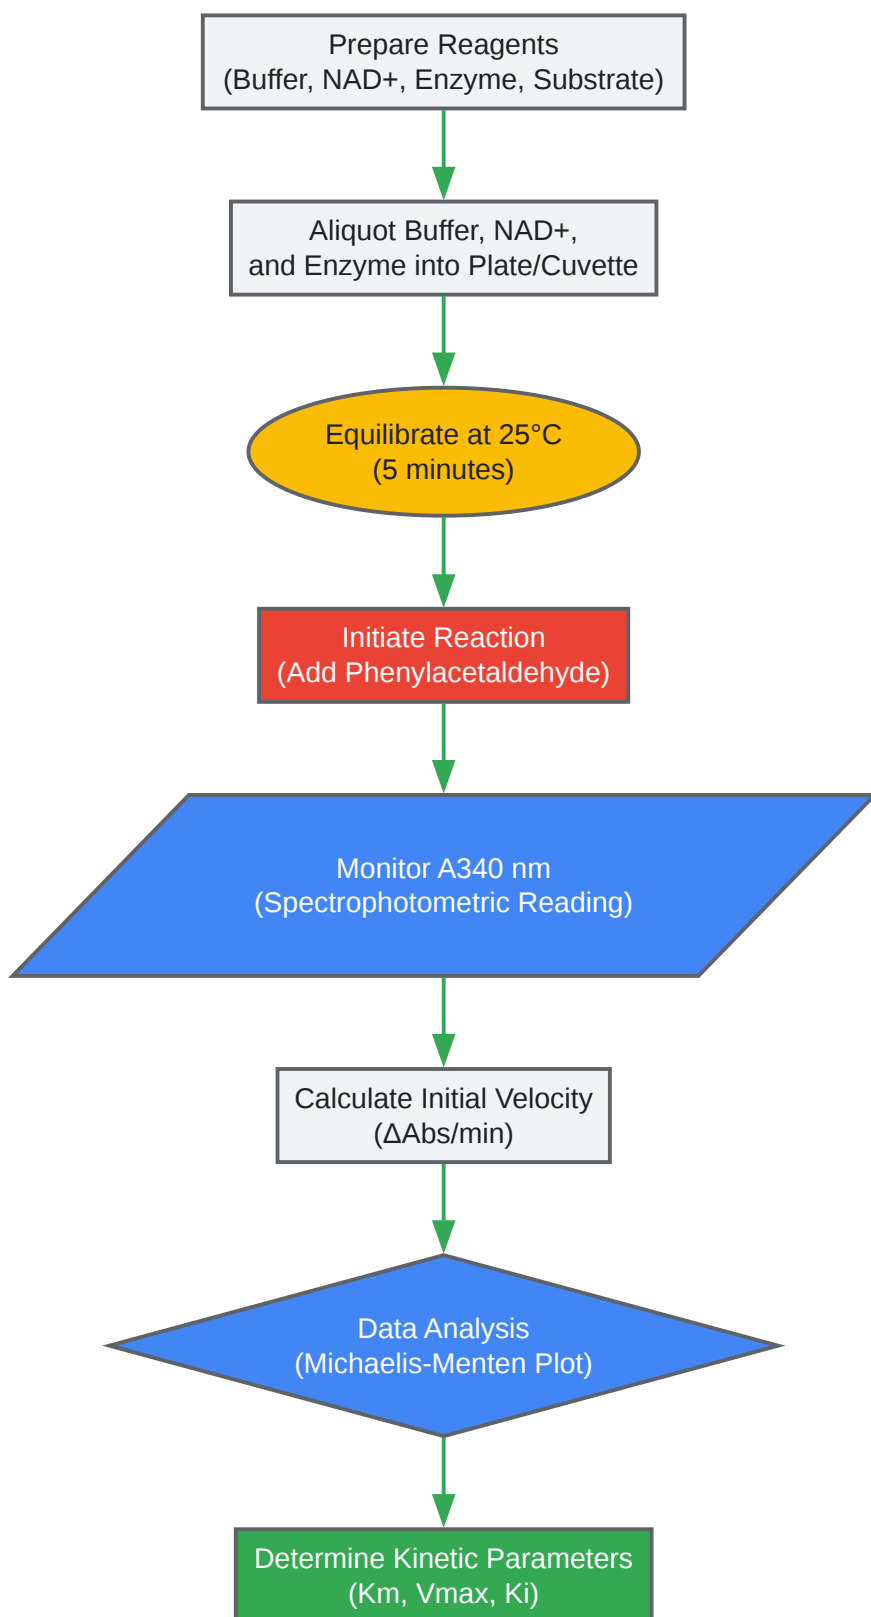 Prepare Reagents
(Buffer, NAD+, Enzyme, Substrate)
Aliquot Buffer, NAD+,
and Enzyme into Plate/Cuvette
Equilibrate at 25°C
(5 minutes)
Initiate Reaction
(Add Phenylacetaldehyde)
Monitor A340 nm
(Spectrophotometric Reading)
Calculate Initial Velocity
(ΔAbs/min)
Data Analysis
(Michaelis-Menten Plot)
Determine Kinetic Parameters
(Km, Vmax, Ki)